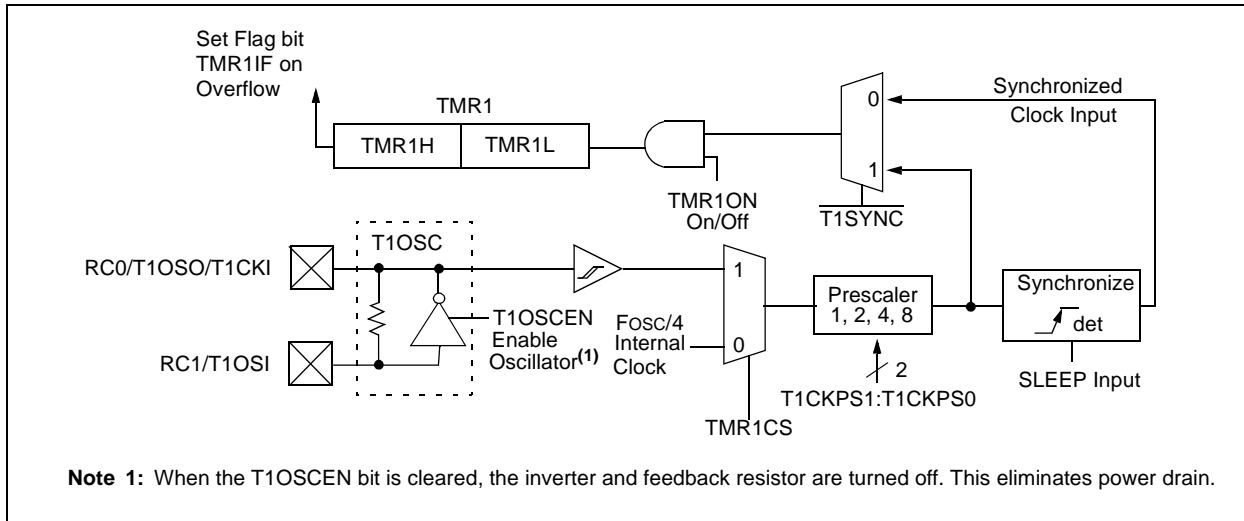 Set Flag bit
TMR1IF on
Overflow
TMR1
TMR1H
TMR1L
TMR1ON
On/Off
0
1
T1SYNC
Synchronized
Clock Input
RC0/T1OSO/T1CKI
RC1/T1OSI
T1OSC
T1OSCEN
Enable
Oscillator(1)
FOSC/4
Internal
Clock
1
0
TMR1CS
Prescaler
1, 2, 4, 8
2
T1CKPS1:T1CKPS0
Synchronize
det
SLEEP Input
Note 1: When the T1OSCEN bit is cleared, the inverter and feedback resistor are turned off. This eliminates power drain.